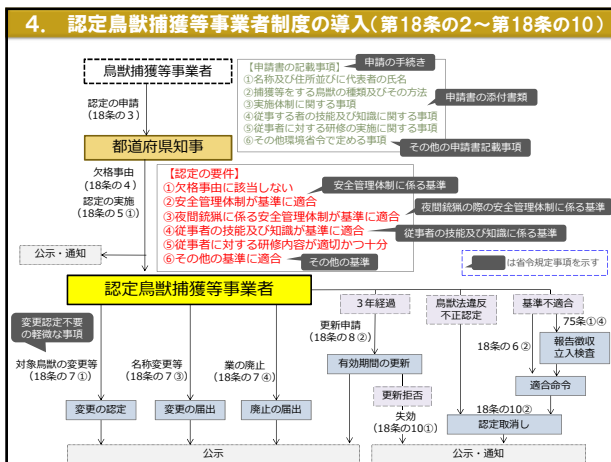 4. 認定鳥獣捕獲等事業者制度の導入(第18条の2~第18条の10)
鳥獣捕獲等事業者
認定の申請
(18条の3)
【申請書の記載事項】
申請の手続き
①名称及び住所並びに代表者の氏名
②捕獲等をする鳥獣の種類及びその方法
③実施体制に関する事項
申請書の添付書類
④従事する者の技能及び知識に関する事項
⑤従事者に対する研修の実施に関する事項
⑥その他環境省令で定める事項
その他の申請書記載事項
都道府県知事
欠格事由
(18条の4)
認定の実施
(18条の5①)
【認定の要件】
①欠格事由に該当しない
安全管理体制に係る基準
②安全管理体制が基準に適合
③夜間銃猟に係る安全管理体制が基準に適合
夜間銃猟の際の安全管理体制に係る基準
④従事者の技能及び知識が基準に適合
従事者の技能及び知識に係る基準
⑤従事者に対する研修内容が適切かつ十分
⑥その他の基準に適合
その他の基準
公示・通知
は省令規定事項を示す
認定鳥獣捕獲等事業者
3年経過
鳥獣法違反
不正認定
基準不適合
変更認定不要
の軽微な事項
対象鳥獣の変更等
(18条の7①)
名称変更等
(18条の7③)
業の廃止
(18条の7④)
更新申請
(18条の8②)
75条①④
報告徴収
立入検査
18条の6②
有効期間の更新
適合命令
更新拒否
変更の認定
変更の届出
廃止の届出
失効
(18条の10①)
18条の10②
認定取消し
公示
公示・通知